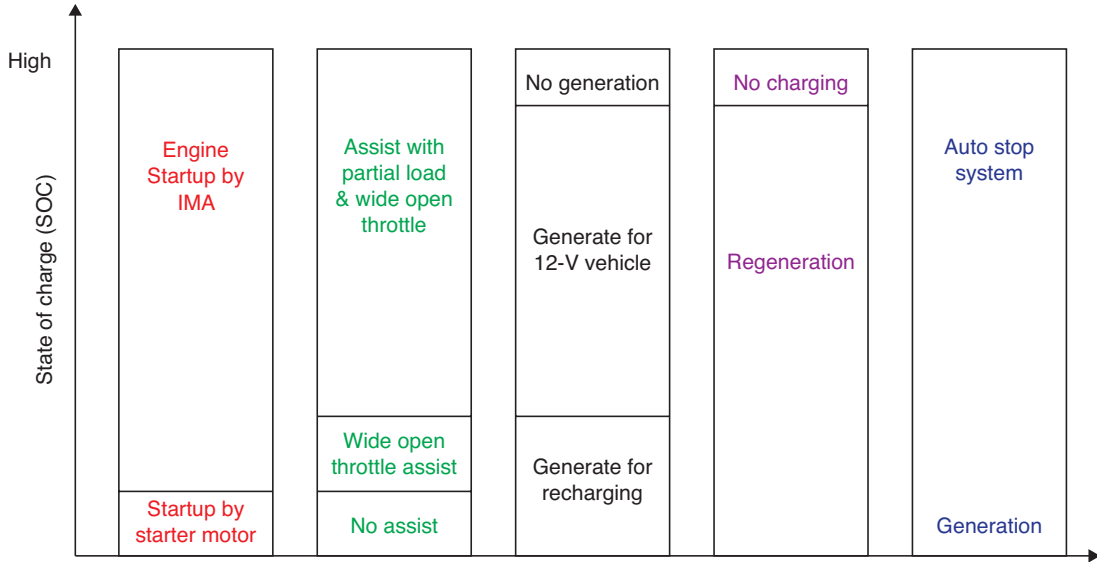 High
State of charge (SOC)
Engine
Startup by
IMA
Startup by
starter motor
Assist with
partial load
& wide open
throttle
Wide open
throttle assist
No assist
No generation
Generate for
12-V vehicle
Generate for
recharging
No charging
Regeneration
Auto stop
system
Generation